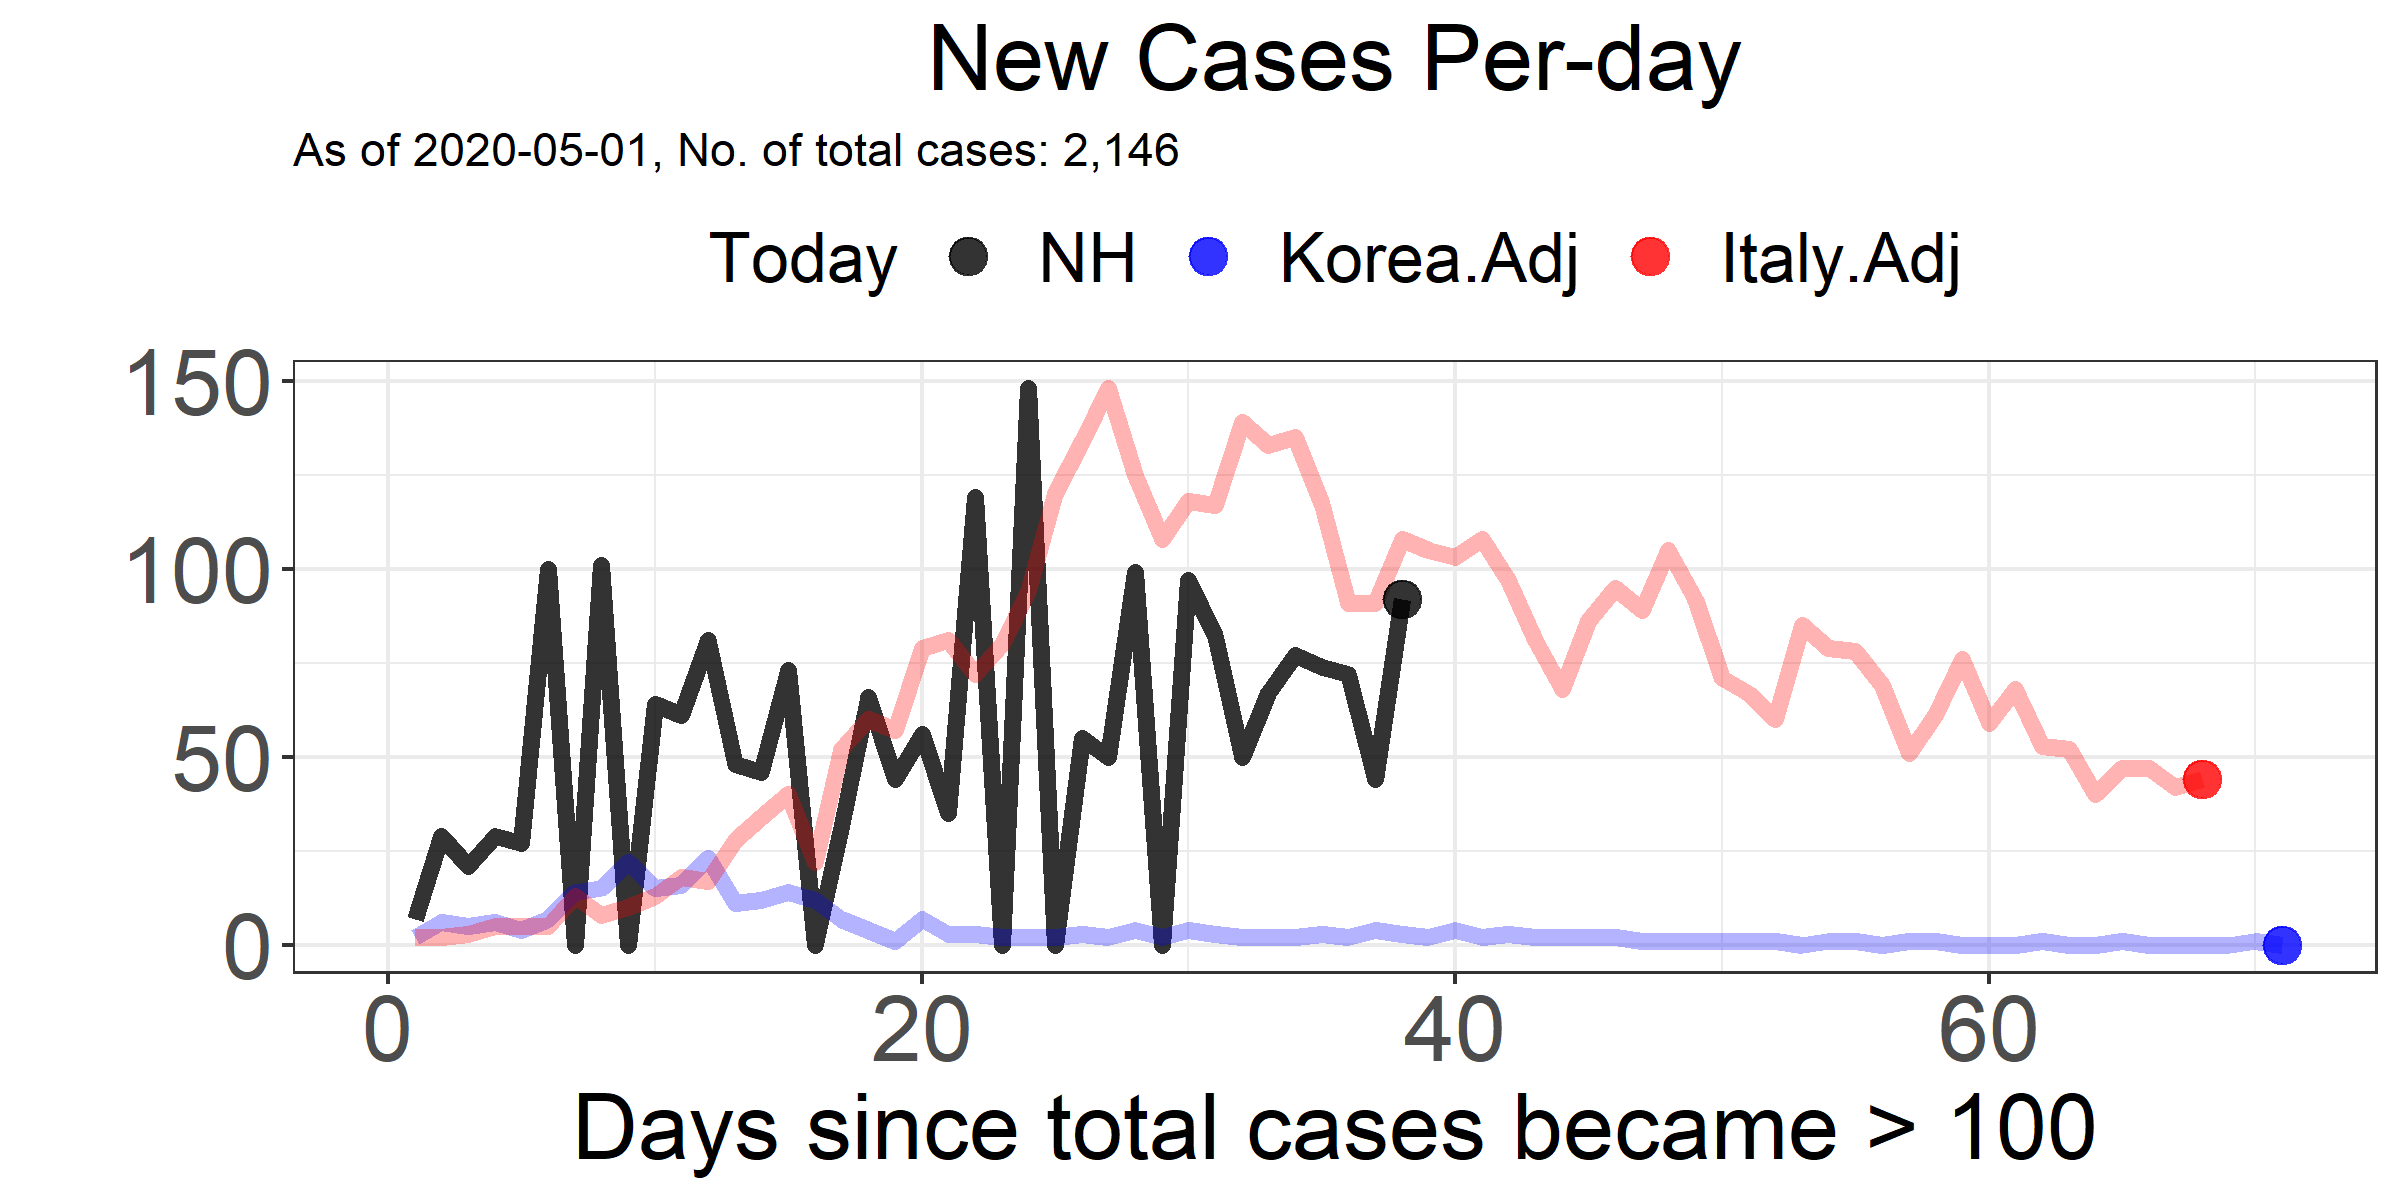 New Cases Per-day
As of 2020-05-01, No. of total cases: 2,146
Today NH Korea.Adj Italy.Adj
150
100
50
0
0 20 40 60
Days since total cases became > 100